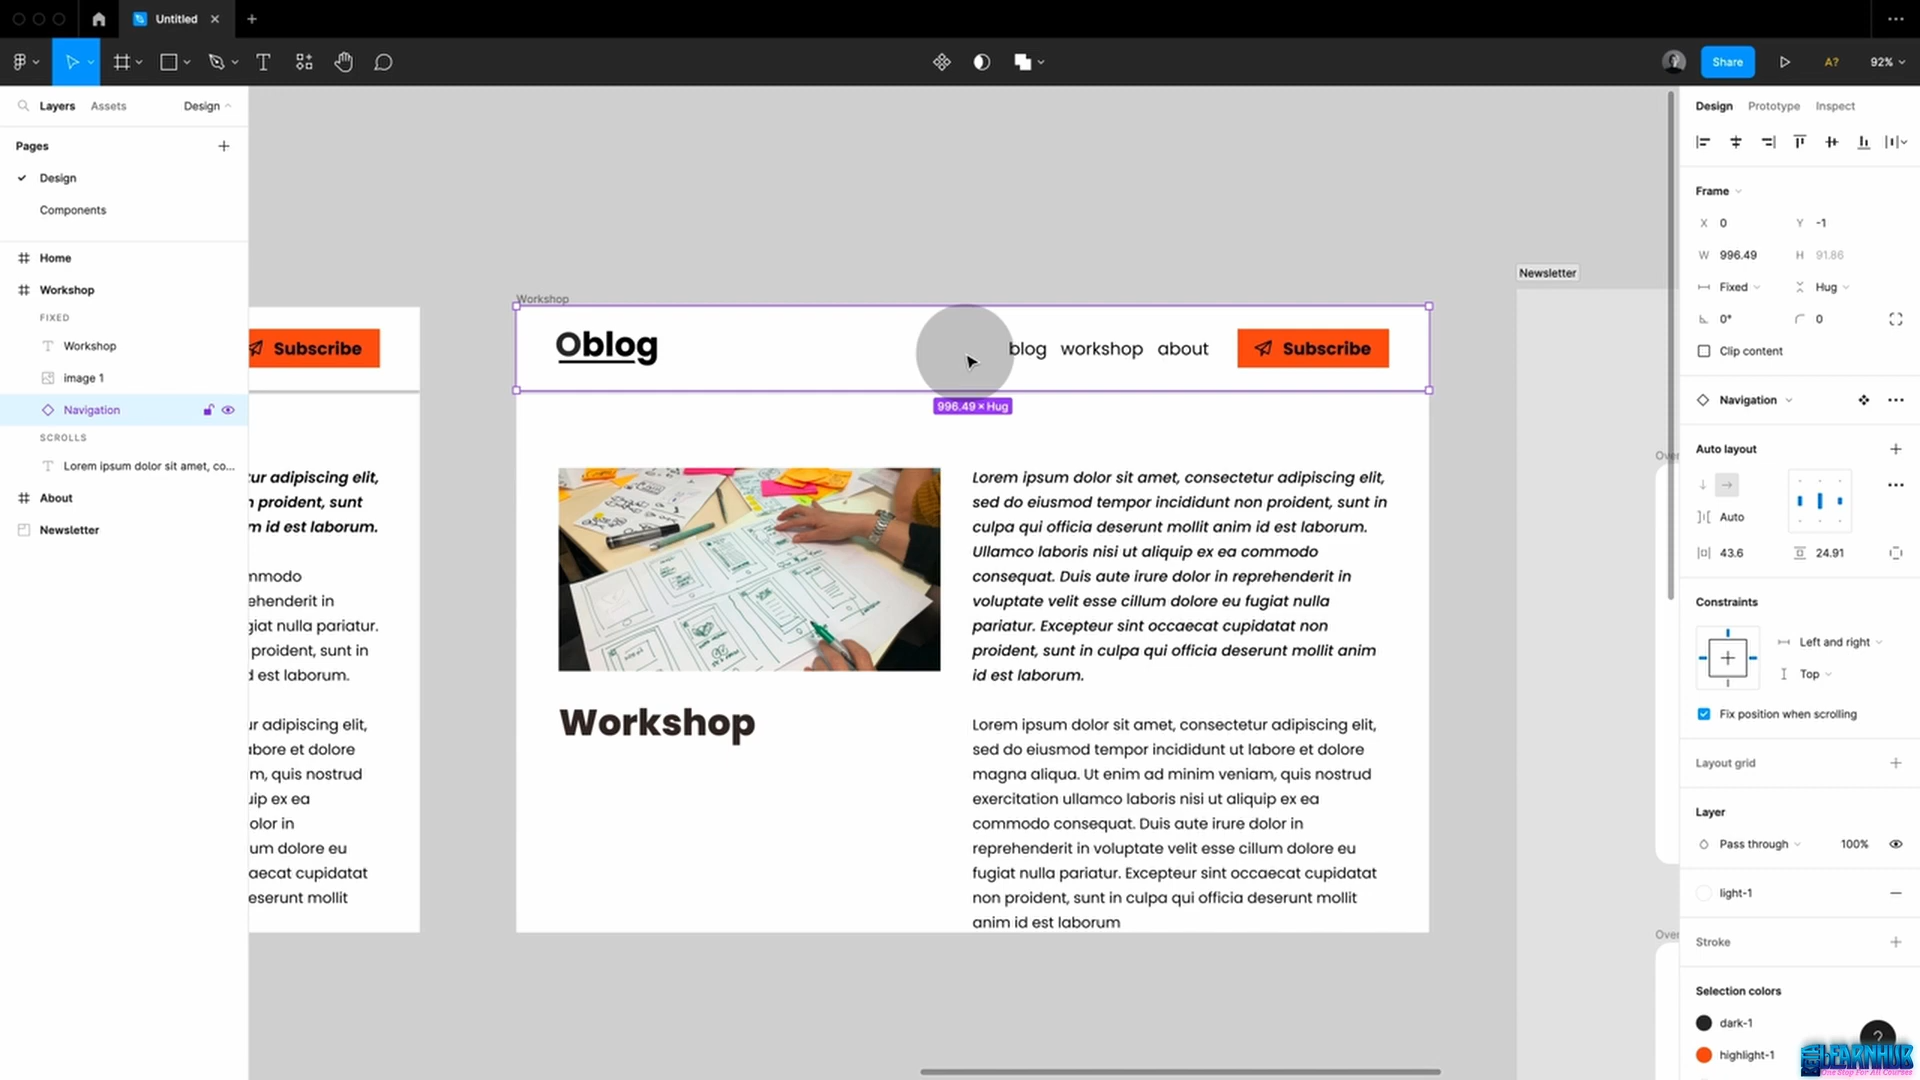 Untitled
Share
A?
92%
Layers
Assets
Design
Pages
Design
Components
Home
Workshop
FIXED
Workshop
image 1
Navigation
SCROLLS
Lorem ipsum dolor sit amet, co...
About
Newsletter
Subscribe
tur adipiscing elit,
n proident, sunt
m id est laborum.
mmodo
ehenderit in
giat nulla pariatur.
proident, sunt in
d est laborum.
ur adipiscing elit,
abore et dolore
m, quis nostrud
uip ex ea
olor in
um dolore eu
aecat cupidatat
eserunt mollit
Workshop
Oblog
blog workshop about
Subscribe
996.49 × Hug
Lorem ipsum dolor sit amet, consectetur adipiscing elit,
sed do eiusmod tempor incididunt non proident, sunt in
culpa qui officia deserunt mollit anim id est laborum.
Ullamco laboris nisi ut aliquip ex ea commodo
consequat. Duis aute irure dolor in reprehenderit in
voluptate velit esse cillum dolore eu fugiat nulla
pariatur. Excepteur sint occaecat cupidatat non
proident, sunt in culpa qui officia deserunt mollit anim
id est laborum.
Workshop
Lorem ipsum dolor sit amet, consectetur adipiscing elit,
sed do eiusmod tempor incididunt ut labore et dolore
magna aliqua. Ut enim ad minim veniam, quis nostrud
exercitation ullamco laboris nisi ut aliquip ex ea
commodo consequat. Duis aute irure dolor in
reprehenderit in voluptate velit esse cillum dolore eu
fugiat nulla pariatur. Excepteur sint occaecat cupidatat
non proident, sunt in culpa qui officia deserunt mollit
anim id est laborum
Newsletter
Over
Over
Design
Prototype
Inspect
Frame
X 0
Y -1
W 996.49
H 91.86
Fixed
Hug
0°
0
Clip content
Navigation
Auto layout
Auto
43.6
24.91
Constraints
Left and right
Top
Fix position when scrolling
Layout grid
Layer
Pass through
100%
light-1
Stroke
Selection colors
dark-1
highlight-1
?
LEARNHUB
One Stop For All Courses